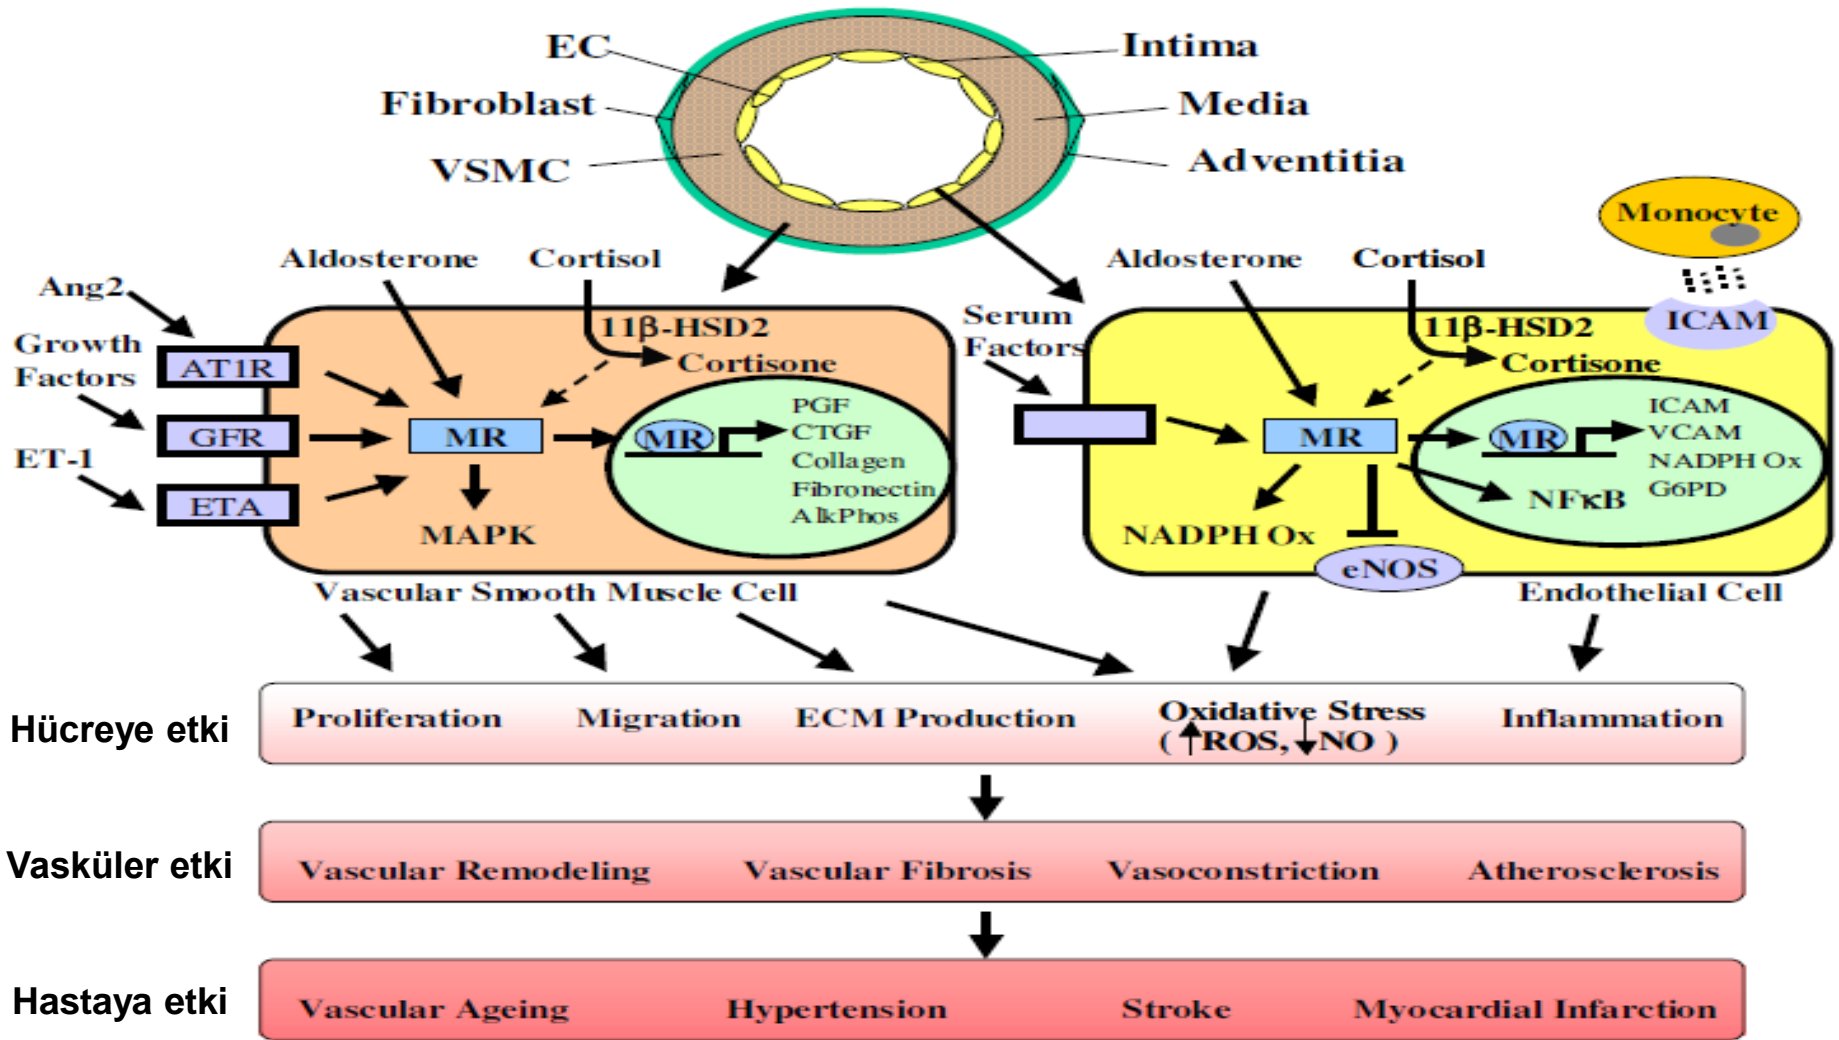 EC
Intima
Fibroblast
Media
VSMC
Adventitia
Monocyte
ICAM
Ang2
Aldosterone
Cortisol
Growth
Factors
AT1R
11β-HSD2
Cortisone
GFR
MR
MR
PGF
CTGF
Collagen
Fibronectin
AlkPhos
ET-1
ETA
MAPK
Vascular Smooth Muscle Cell
Aldosterone
Cortisol
Serum
Factors
11β-HSD2
Cortisone
MR
MR
ICAM
VCAM
NADPH Ox
G6PD
NFκB
NADPH Ox
eNOS
Endothelial Cell
Hücreye etki
Proliferation
Migration
ECM Production
Oxidative Stress
( ↑ROS, ↓NO )
Inflammation
Vasküler etki
Vascular Remodeling
Vascular Fibrosis
Vasoconstriction
Atherosclerosis
Hastaya etki
Vascular Ageing
Hypertension
Stroke
Myocardial Infarction